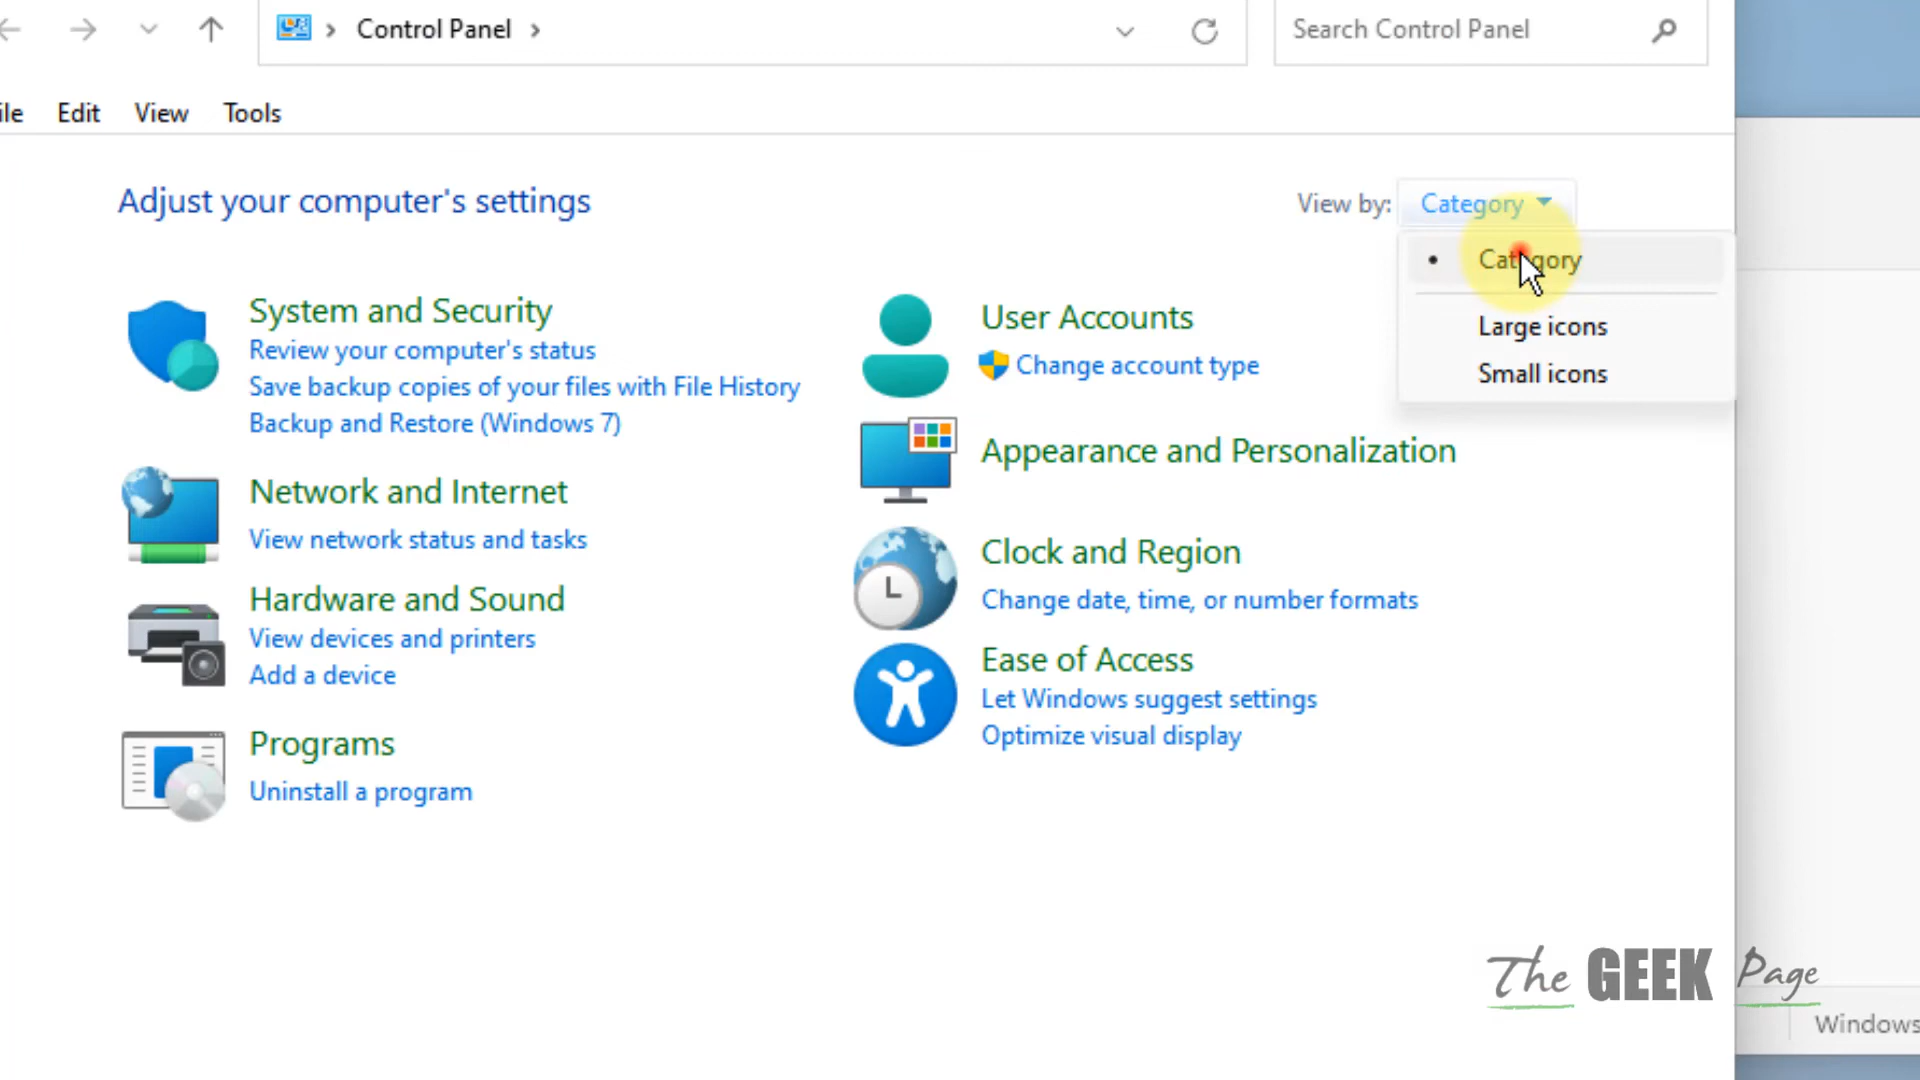 Control Panel
Search Control Panel
ile Edit View Tools
Adjust your computer's settings
View by: Category
Category
Large icons
Small icons
System and Security
Review your computer's status
Save backup copies of your files with File History
Backup and Restore (Windows 7)
Network and Internet
View network status and tasks
Hardware and Sound
View devices and printers
Add a device
Programs
Uninstall a program
User Accounts
Change account type
Appearance and Personalization
Clock and Region
Change date, time, or number formats
Ease of Access
Let Windows suggest settings
Optimize visual display
The GEEK Page
Windows